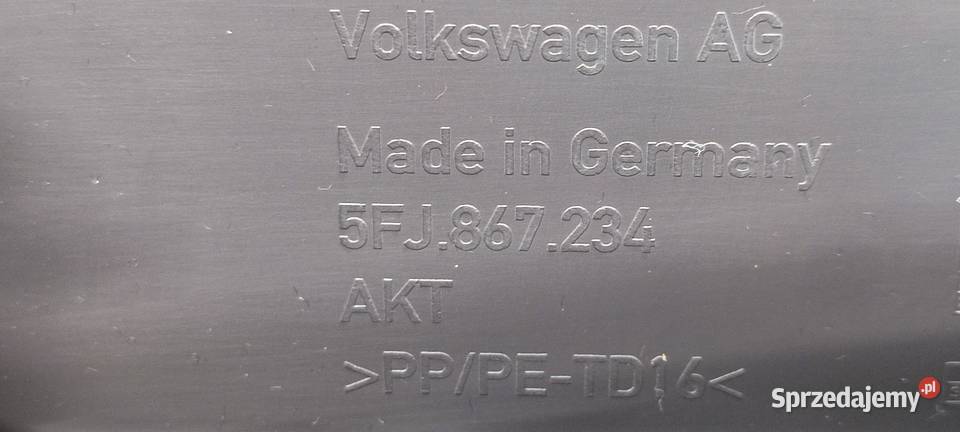 Volkswagen AG
Made in Germany
5FJ.867.234
AKT
>PP/PE-TD16<
Sprzedajemy.pl